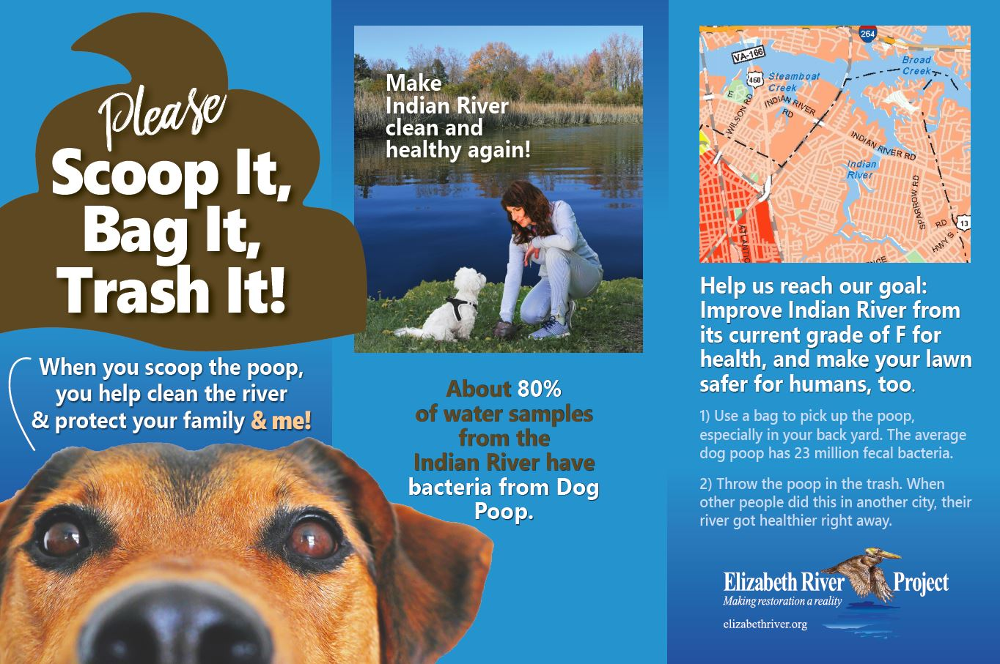 Please
Scoop It,
Bag It,
Trash It!
When you scoop the poop,
you help clean the river
& protect your family & me!
Make
Indian River
clean and
healthy again!
About 80%
of water samples
from the
Indian River have
bacteria from Dog
Poop.
264
VA-166
460
Steamboat
Creek
Broad
Creek
E
WILSON RD
INDIAN RIVER
RD
INDIAN RIVER RD
Indian
River
SPARROW RD
13
RD
HWY S
ATLANTIC
ENCE
Help us reach our goal:
Improve Indian River from
its current grade of F for
health, and make your lawn
safer for humans, too.
1) Use a bag to pick up the poop,
especially in your back yard. The average
dog poop has 23 million fecal bacteria.
2) Throw the poop in the trash. When
other people did this in another city, their
river got healthier right away.
Elizabeth River Project
Making restoration a reality
elizabethriver.org